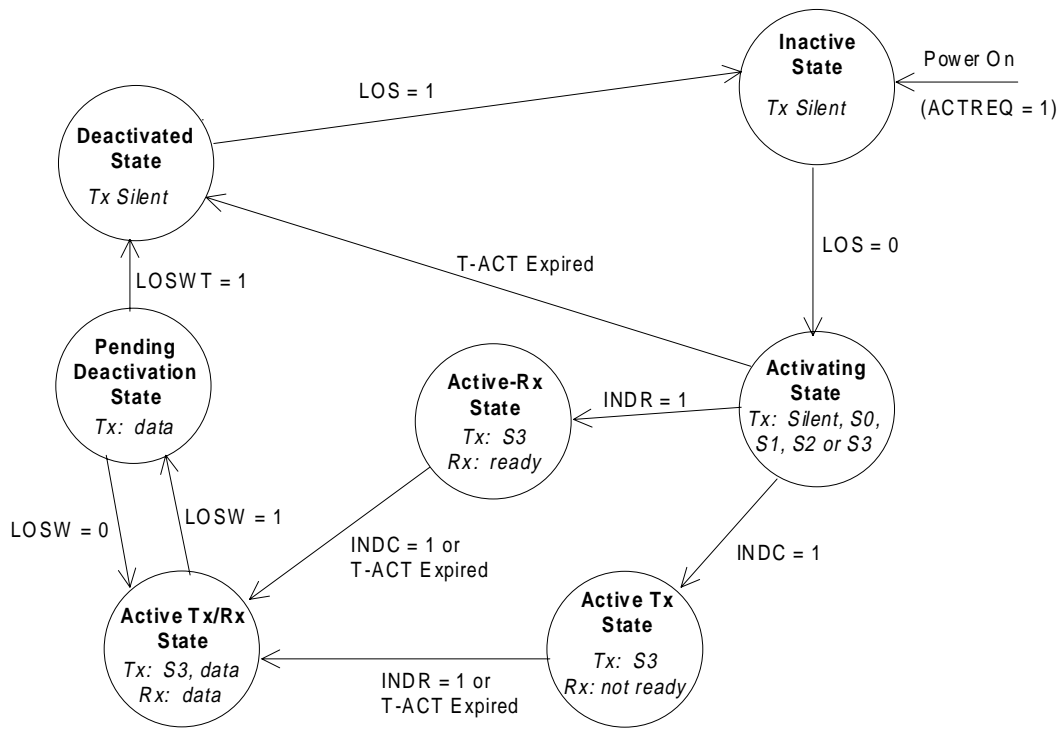 Inactive
State
Tx Silent
Power On
(ACTREQ = 1)
LOS = 1
Deactivated
State
Tx Silent
LOS = 0
T-ACT Expired
LOSWT = 1
Pending
Deactivation
State
Tx: data
Active-Rx
State
Tx: S3
Rx: ready
INDR = 1
Activating
State
Tx: Silent, S0,
S1, S2 or S3
LOSW = 0
LOSW = 1
INDC = 1 or
T-ACT Expired
INDC = 1
Active Tx/Rx
State
Tx: S3, data
Rx: data
Active Tx
State
Tx: S3
Rx: not ready
INDR = 1 or
T-ACT Expired